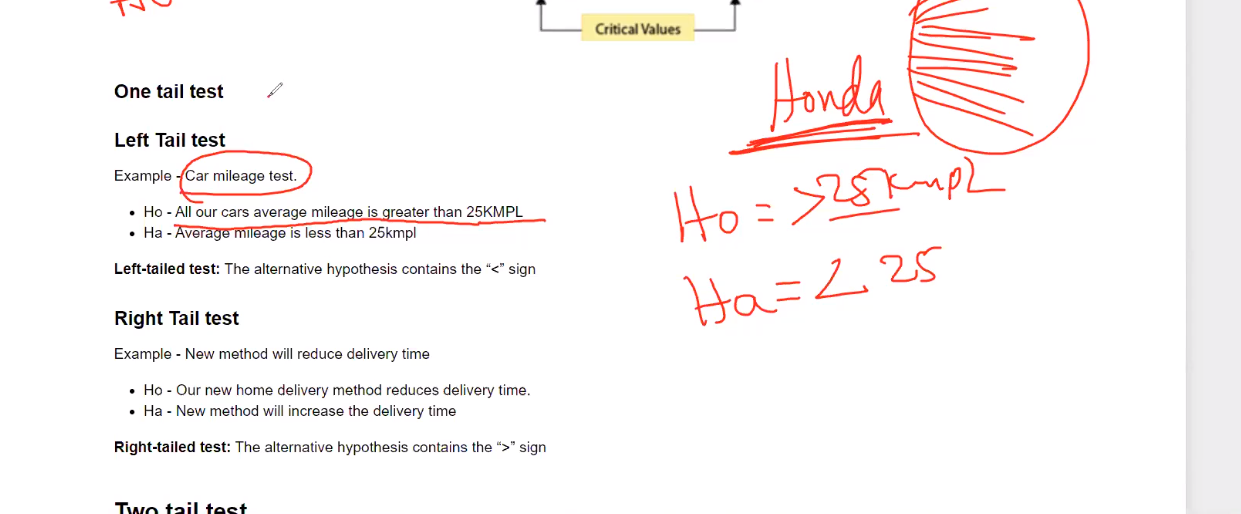 Critical Values
One tail test
Honda
Left Tail test
Example - Car mileage test.
Ho = >25kmpL
• Ho - All our cars average mileage is greater than 25KMPL
• Ha - Average mileage is less than 25kmpl
Ha = < 25
Left-tailed test: The alternative hypothesis contains the “<” sign
Right Tail test
Example - New method will reduce delivery time
• Ho - Our new home delivery method reduces delivery time.
• Ha - New method will increase the delivery time
Right-tailed test: The alternative hypothesis contains the “>” sign
Two tail test